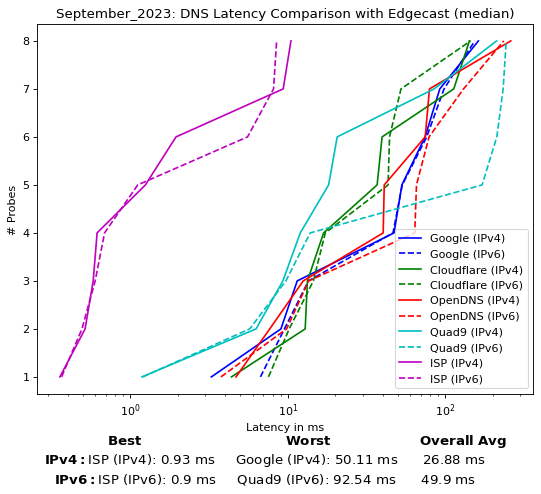 September_2023: DNS Latency Comparison with Edgecast (median)
8
7
6
5
4
3
2
1
# Probes
10⁰
10¹
10²
Latency in ms
Google (IPv4)
Google (IPv6)
Cloudflare (IPv4)
Cloudflare (IPv6)
OpenDNS (IPv4)
OpenDNS (IPv6)
Quad9 (IPv4)
Quad9 (IPv6)
ISP (IPv4)
ISP (IPv6)
Best Worst Overall Avg
IPv4: ISP (IPv4): 0.93 ms Google (IPv4): 50.11 ms 26.88 ms
IPv6: ISP (IPv6): 0.9 ms Quad9 (IPv6): 92.54 ms 49.9 ms